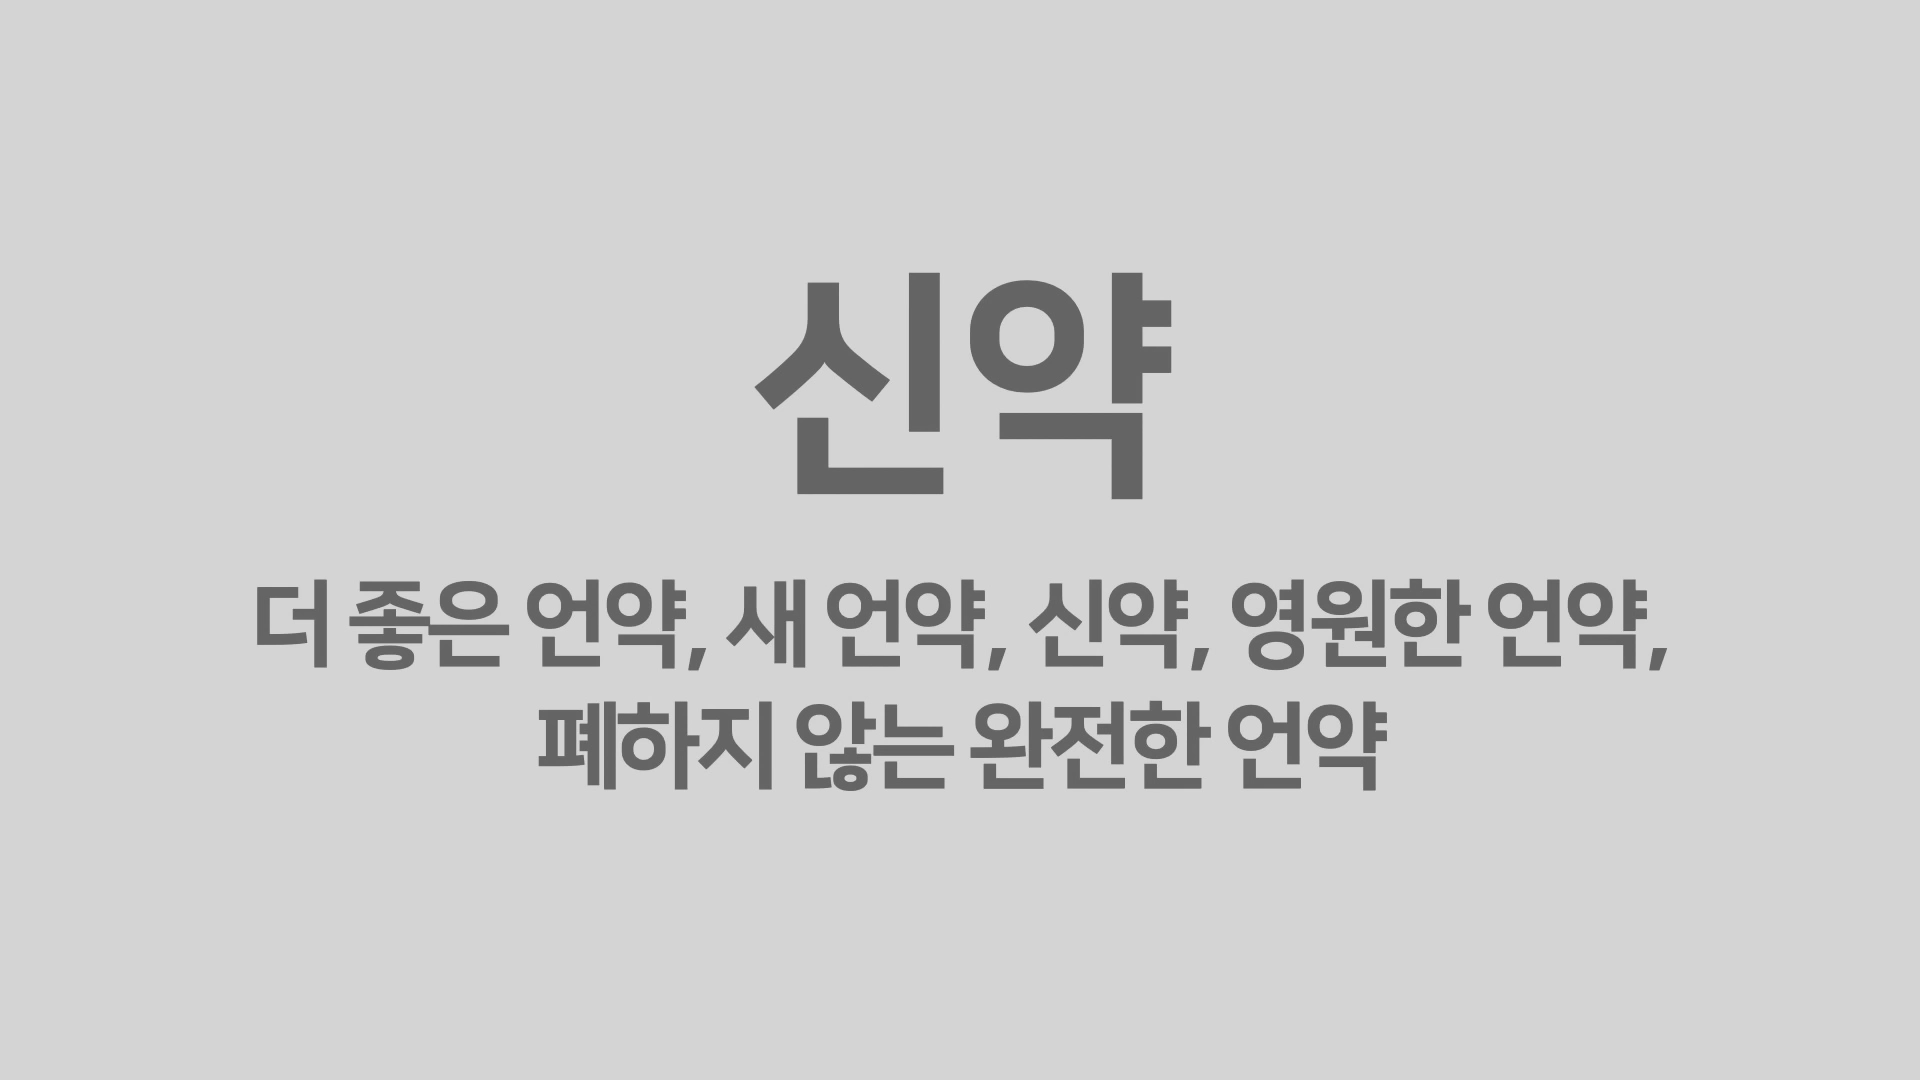 신약
더 좋은 언약, 새 언약, 신약, 영원한 언약,
폐하지 않는 완전한 언약